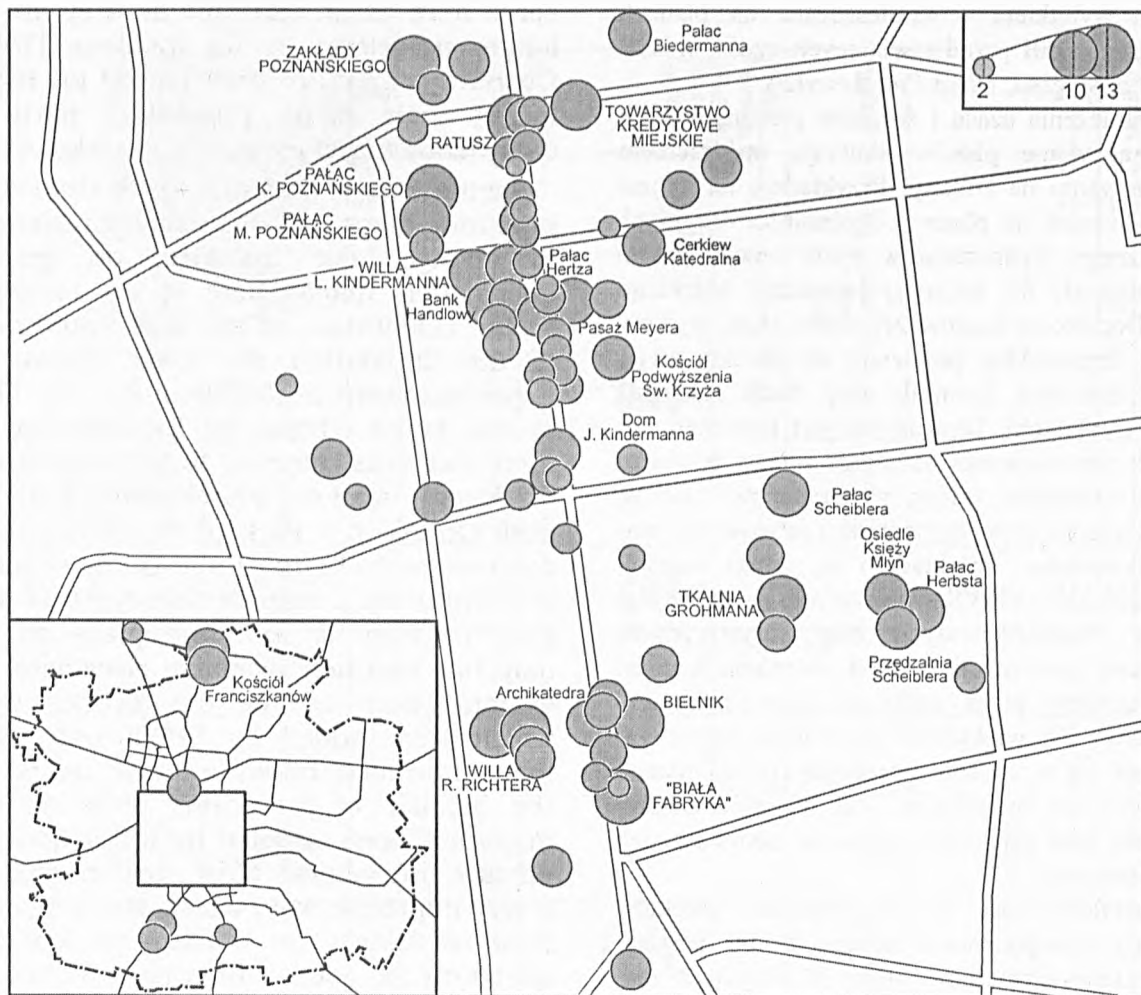 Pałac
Biedermanna
ZAKŁADY
POZNAŃSKIEGO
2
10
13
TOWARZYSTWO
KREDYTOWE
MIEJSKIE
RATUSZ
PAŁAC
K. POZNAŃSKIEGO
PAŁAC
M. POZNAŃSKIEGO
Cerkiew
Katedralna
Pałac
Hertza
WILLA
L. KINDERMANNA
Bank
Handlowy
Pasaż Meyera
Kościół
Podwyższenia
Św. Krzyża
Dom
J. Kindermanna
Pałac
Scheiblera
Osiedle
Księży
Młyn
Pałac
Herbsta
TKALNIA
GROHMANA
Przędzalnia
Scheiblera
Kościół
Franciszkanów
Archikatedra
BIELNIK
WILLA
R. RICHTERA
"BIAŁA
FABRYKA"